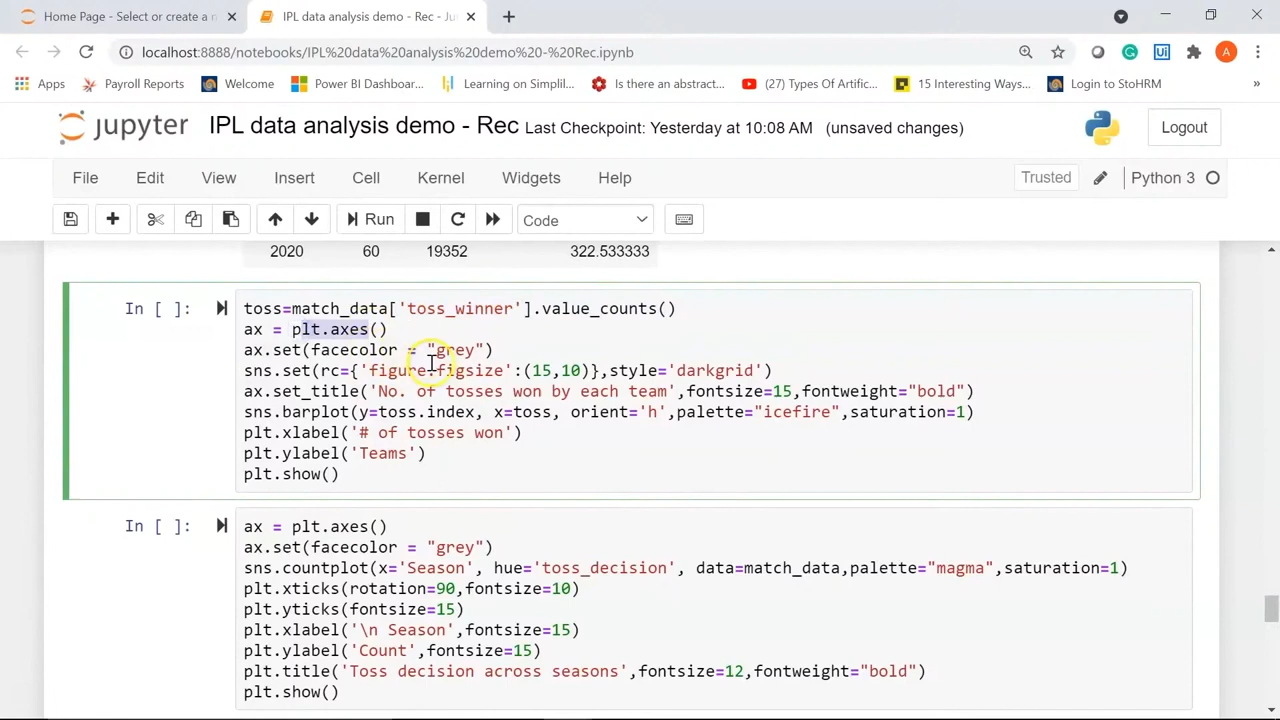 Home Page - Select or create a n
IPL data analysis demo - Rec - Ju
localhost:8888/notebooks/IPL%20data%20analysis%20demo%20-%20Rec.ipynb
A
Apps
Payroll Reports
Welcome
Power BI Dashboar...
Learning on Simplil...
Is there an abstract...
(27) Types Of Artific...
15 Interesting Ways...
Login to StoHRM
»
jupyter
IPL data analysis demo - Rec Last Checkpoint: Yesterday at 10:08 AM (unsaved changes)
Logout
File
Edit
View
Insert
Cell
Kernel
Widgets
Help
Trusted
Python 3
Run
Code
2020 60 19352 322.533333
In [ ]:
toss=match_data['toss_winner'].value_counts()
ax = plt.axes()
ax.set(facecolor = "grey")
sns.set(rc={'figure.figsize':(15,10)},style='darkgrid')
ax.set_title('No. of tosses won by each team',fontsize=15,fontweight="bold")
sns.barplot(y=toss.index, x=toss, orient='h',palette="icefire",saturation=1)
plt.xlabel('# of tosses won')
plt.ylabel('Teams')
plt.show()
In [ ]:
ax = plt.axes()
ax.set(facecolor = "grey")
sns.countplot(x='Season', hue='toss_decision', data=match_data,palette="magma",saturation=1)
plt.xticks(rotation=90,fontsize=10)
plt.yticks(fontsize=15)
plt.xlabel('\n Season',fontsize=15)
plt.ylabel('Count',fontsize=15)
plt.title('Toss decision across seasons',fontsize=12,fontweight="bold")
plt.show()